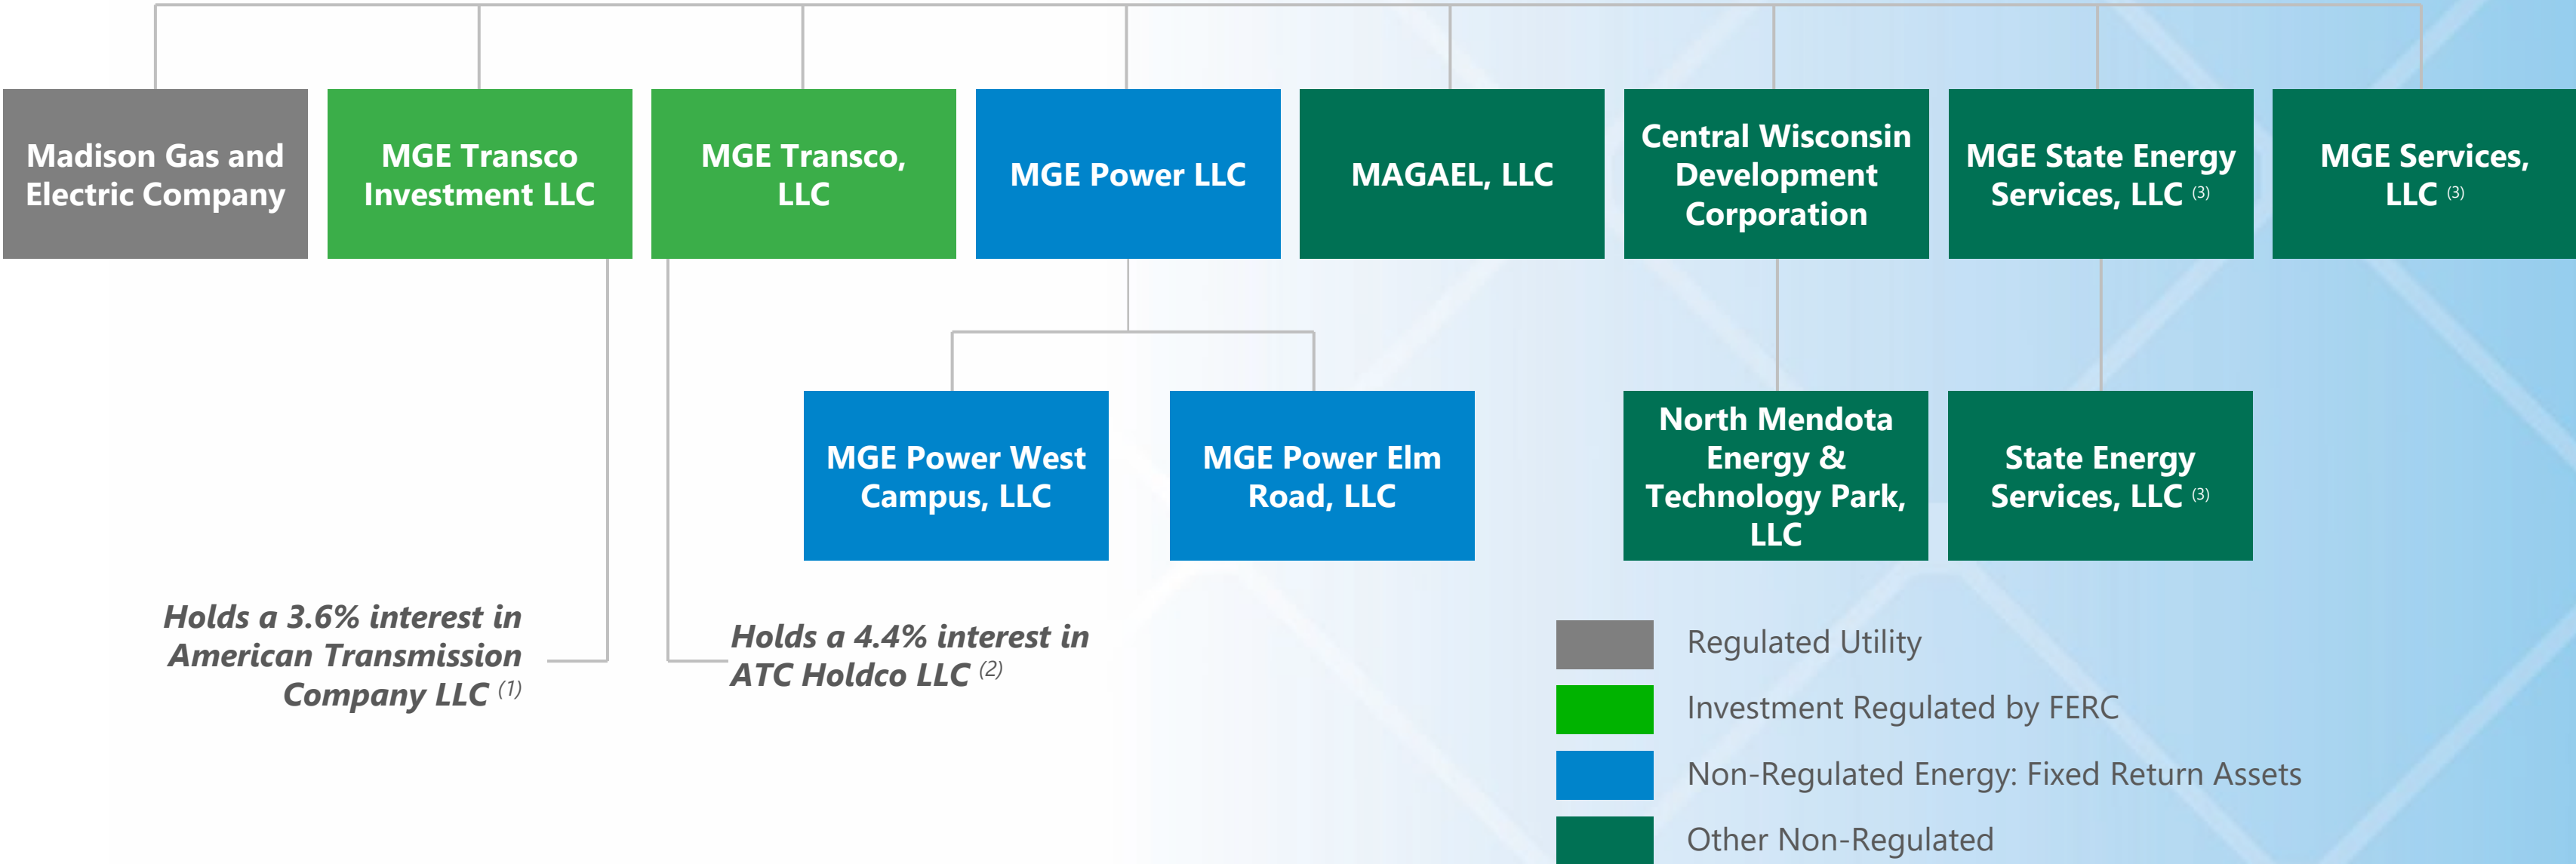 Madison Gas and
Electric Company
MGE Transco
Investment LLC
MGE Transco,
LLC
MGE Power LLC
MAGAEL, LLC
Central Wisconsin
Development
Corporation
MGE State Energy
Services, LLC (3)
MGE Services,
LLC (3)
MGE Power West
Campus, LLC
MGE Power Elm
Road, LLC
North Mendota
Energy &
Technology Park,
LLC
State Energy
Services, LLC (3)
Holds a 3.6% interest in
American Transmission
Company LLC (1)
Holds a 4.4% interest in
ATC Holdco LLC (2)
Regulated Utility
Investment Regulated by FERC
Non-Regulated Energy: Fixed Return Assets
Other Non-Regulated